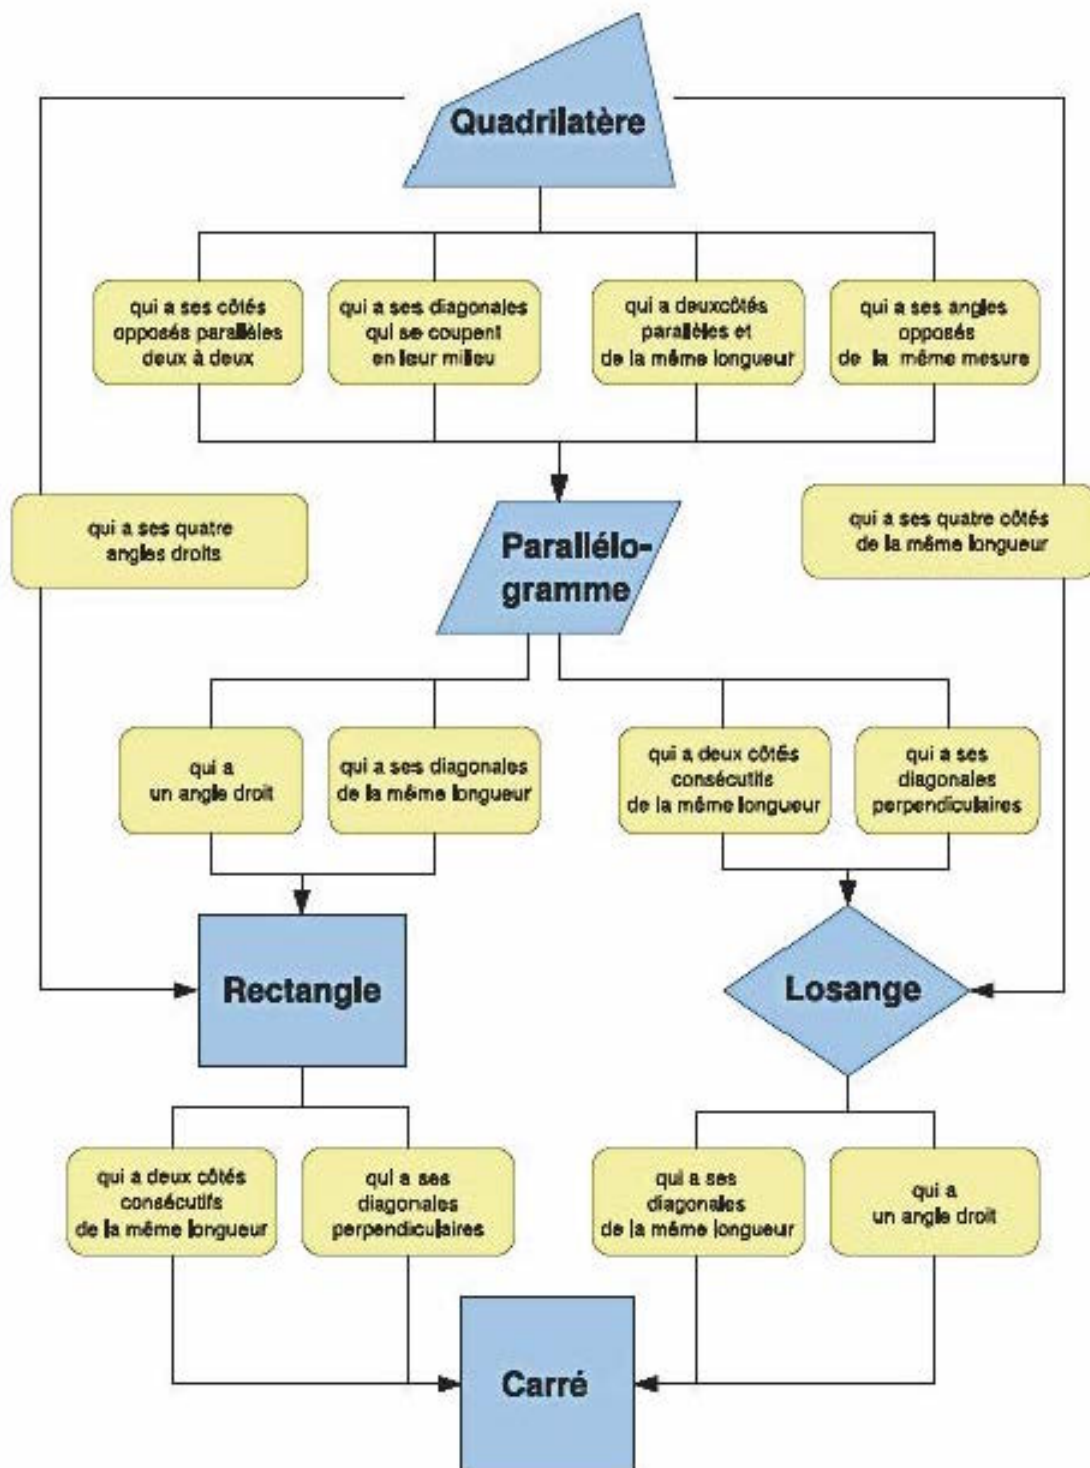 Quadrilatère
qui a ses côtés
opposés parallèles
deux à deux
qui a ses diagonales
qui se coupent
en leur milieu
qui a deuxcôtés
parallèles et
de la même longueur
qui a ses angles
opposés
de la même mesure
qui a ses quatre
angles droits
Parallélo-
gramme
qui a ses quatre côtés
de la même longueur
qui a
un angle droit
qui a ses diagonales
de la même longueur
qui a deux côtés
consécutifs
de la même longueur
qui a ses
diagonales
perpendiculaires
Rectangle
Losange
qui a deux côtés
consécutifs
de la même longueur
qui a ses
diagonales
perpendiculaires
qui a ses
diagonales
de la même longueur
qui a
un angle droit
Carré